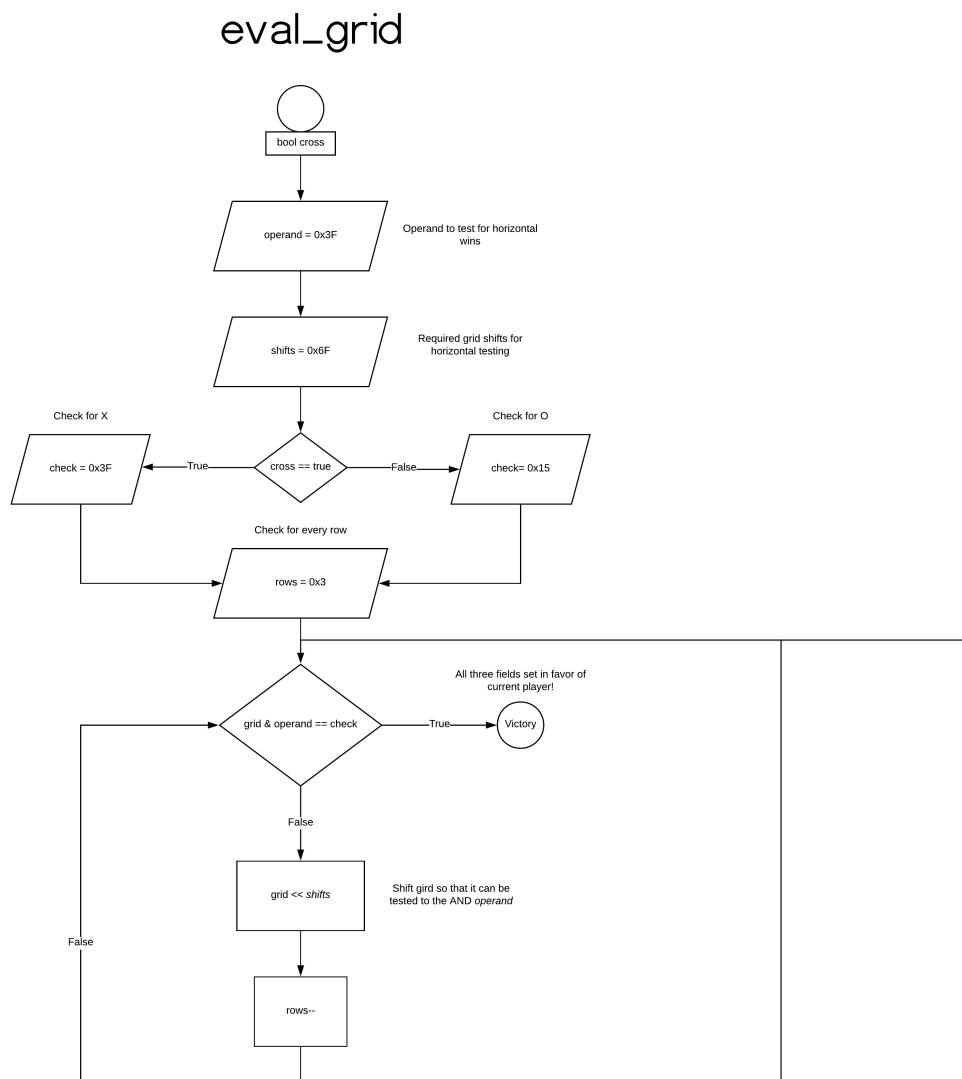 eval_grid
bool cross
operand = 0x3F
Operand to test for horizontal
wins
shifts = 0x6F
Required grid shifts for
horizontal testing
Check for X
Check for O
check = 0x3F
True
cross == true
False
check= 0x15
Check for every row
rows = 0x3
All three fields set in favor of
current player!
grid & operand == check
True
Victory
False
grid << shifts
Shift gird so that it can be
tested to the AND operand
False
rows--